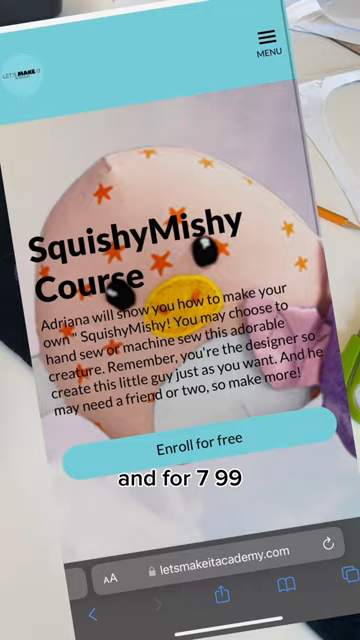 LET'S MAKE IT
MENU
SquishyMishy
Course
Adriana will show you how to make your
own " SquishyMishy! You may choose to
hand sew or machine sew this adorable
creature. Remember, you're the designer so
create this little guy just as you want. And he
may need a friend or two, so make more!
Enroll for free
and for 7 99
AA
letsmakeitacademy.com